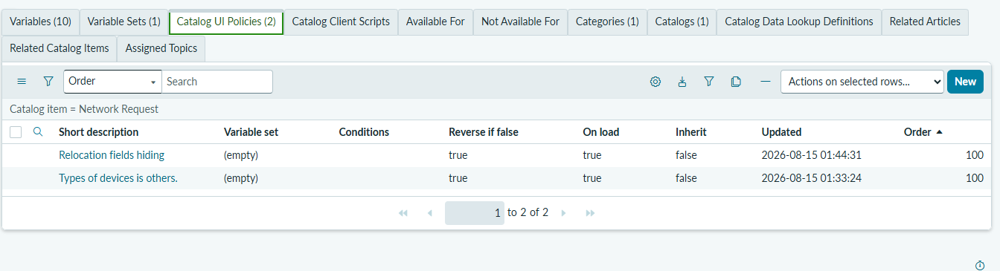 Variables (10) Variable Sets (1) Catalog UI Policies (2) Catalog Client Scripts Available For Not Available For Categories (1) Catalogs (1) Catalog Data Lookup Definitions Related Articles
Related Catalog Items Assigned Topics
Order Search Actions on selected rows... New
Catalog item = Network Request
Short description Variable set Conditions Reverse if false On load Inherit Updated Order
Relocation fields hiding (empty) true true false 2026-08-15 01:44:31 100
Types of devices is others. (empty) true true false 2026-08-15 01:33:24 100
1 to 2 of 2